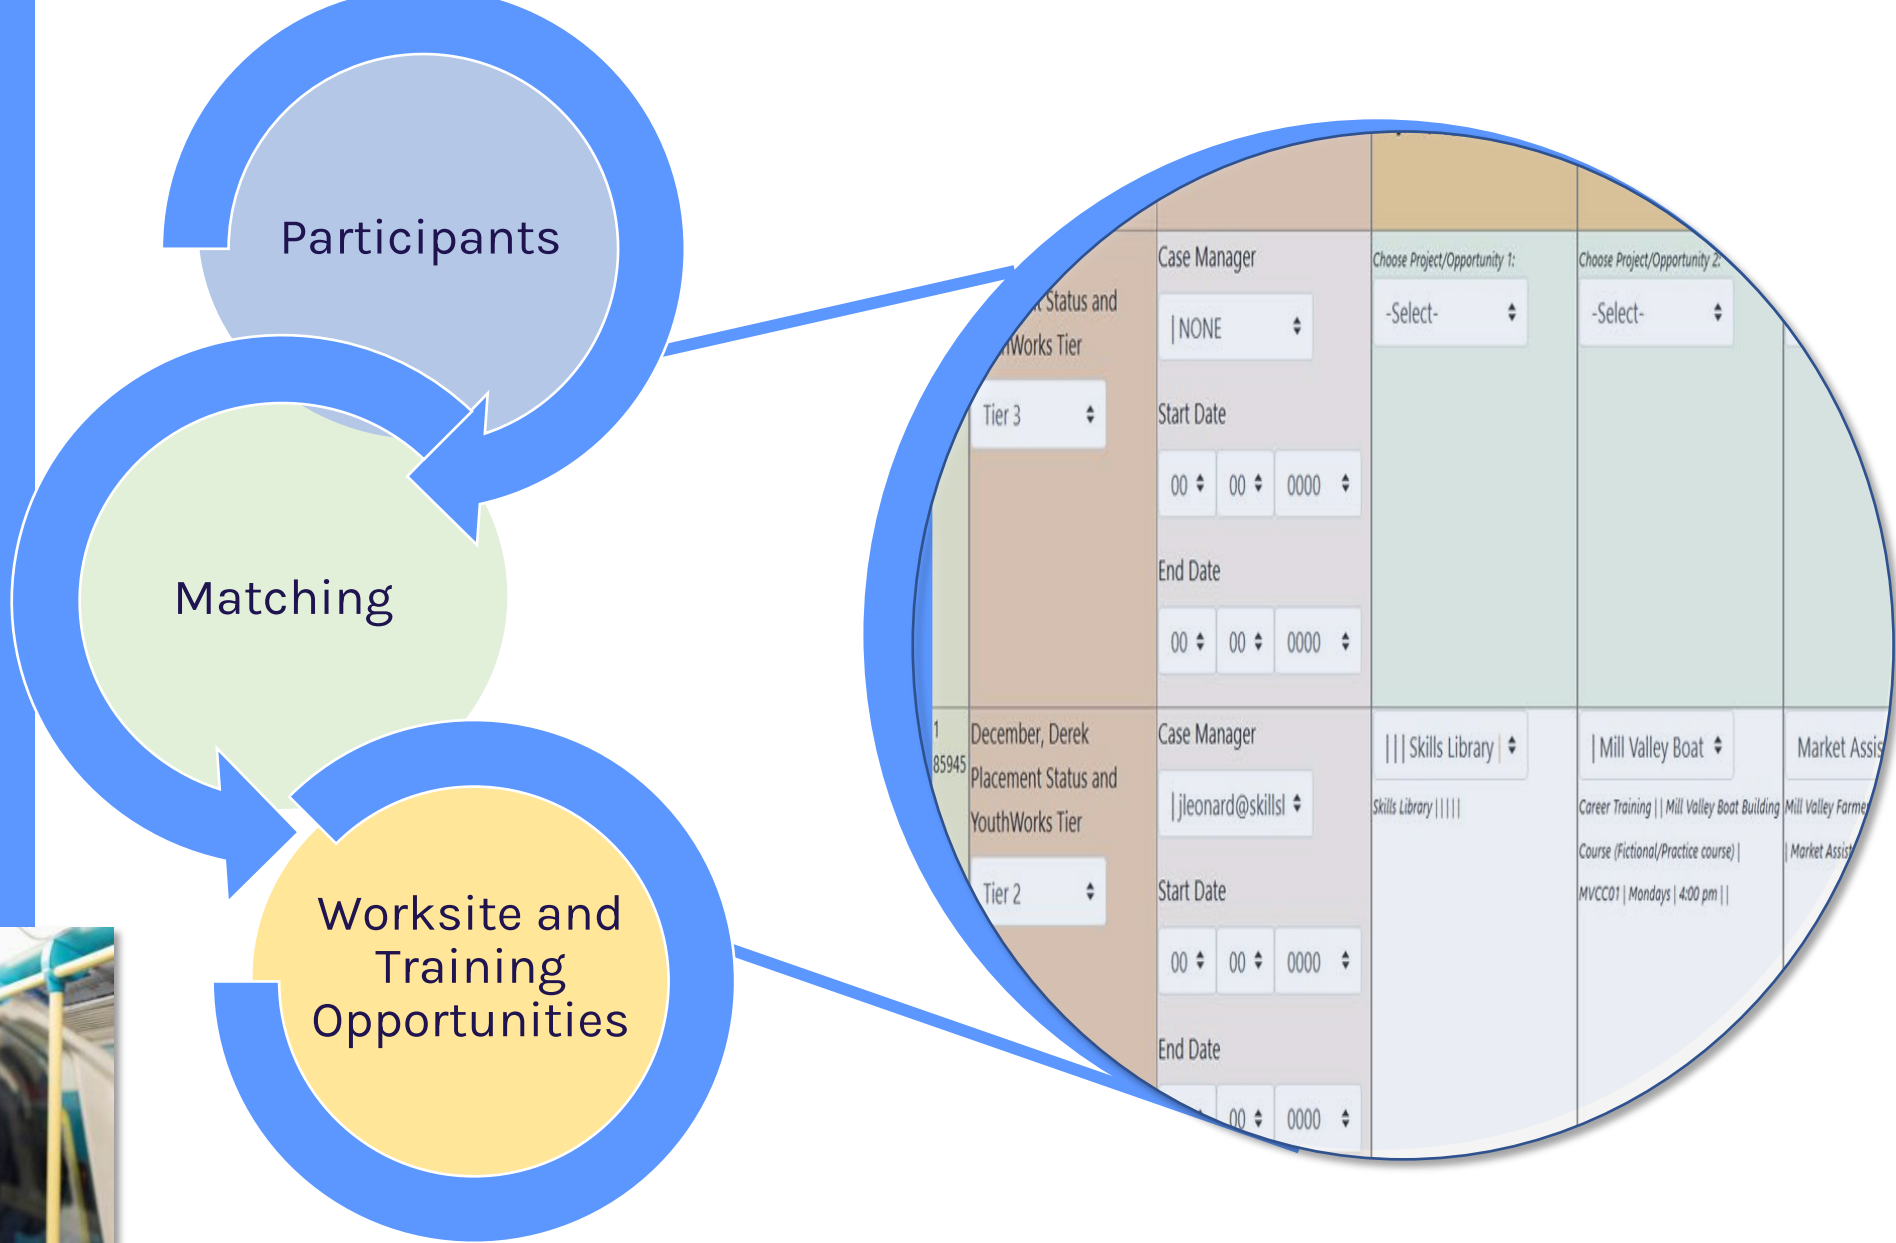 Participants
Matching
Worksite and
Training
Opportunities
Status and
Works Tier
Tier 3
Case Manager
| NONE
Start Date
00 00 0000
End Date
00 00 0000
Choose Project/Opportunity 1:
-Select-
Choose Project/Opportunity 2:
-Select-
1
85945
December, Derek
Placement Status and
YouthWorks Tier
Tier 2
Case Manager
| jleonard@skillsl
Start Date
00 00 0000
End Date
00 0000
| | | Skills Library |
Skills Library | | | | |
| Mill Valley Boat
Career Training | | Mill Valley Boat Building
Course (Fictional/Practice course) |
MVCC01 | Mondays | 4:00 pm | |
Market Assis
Mill Valley Farme
| Market Assist